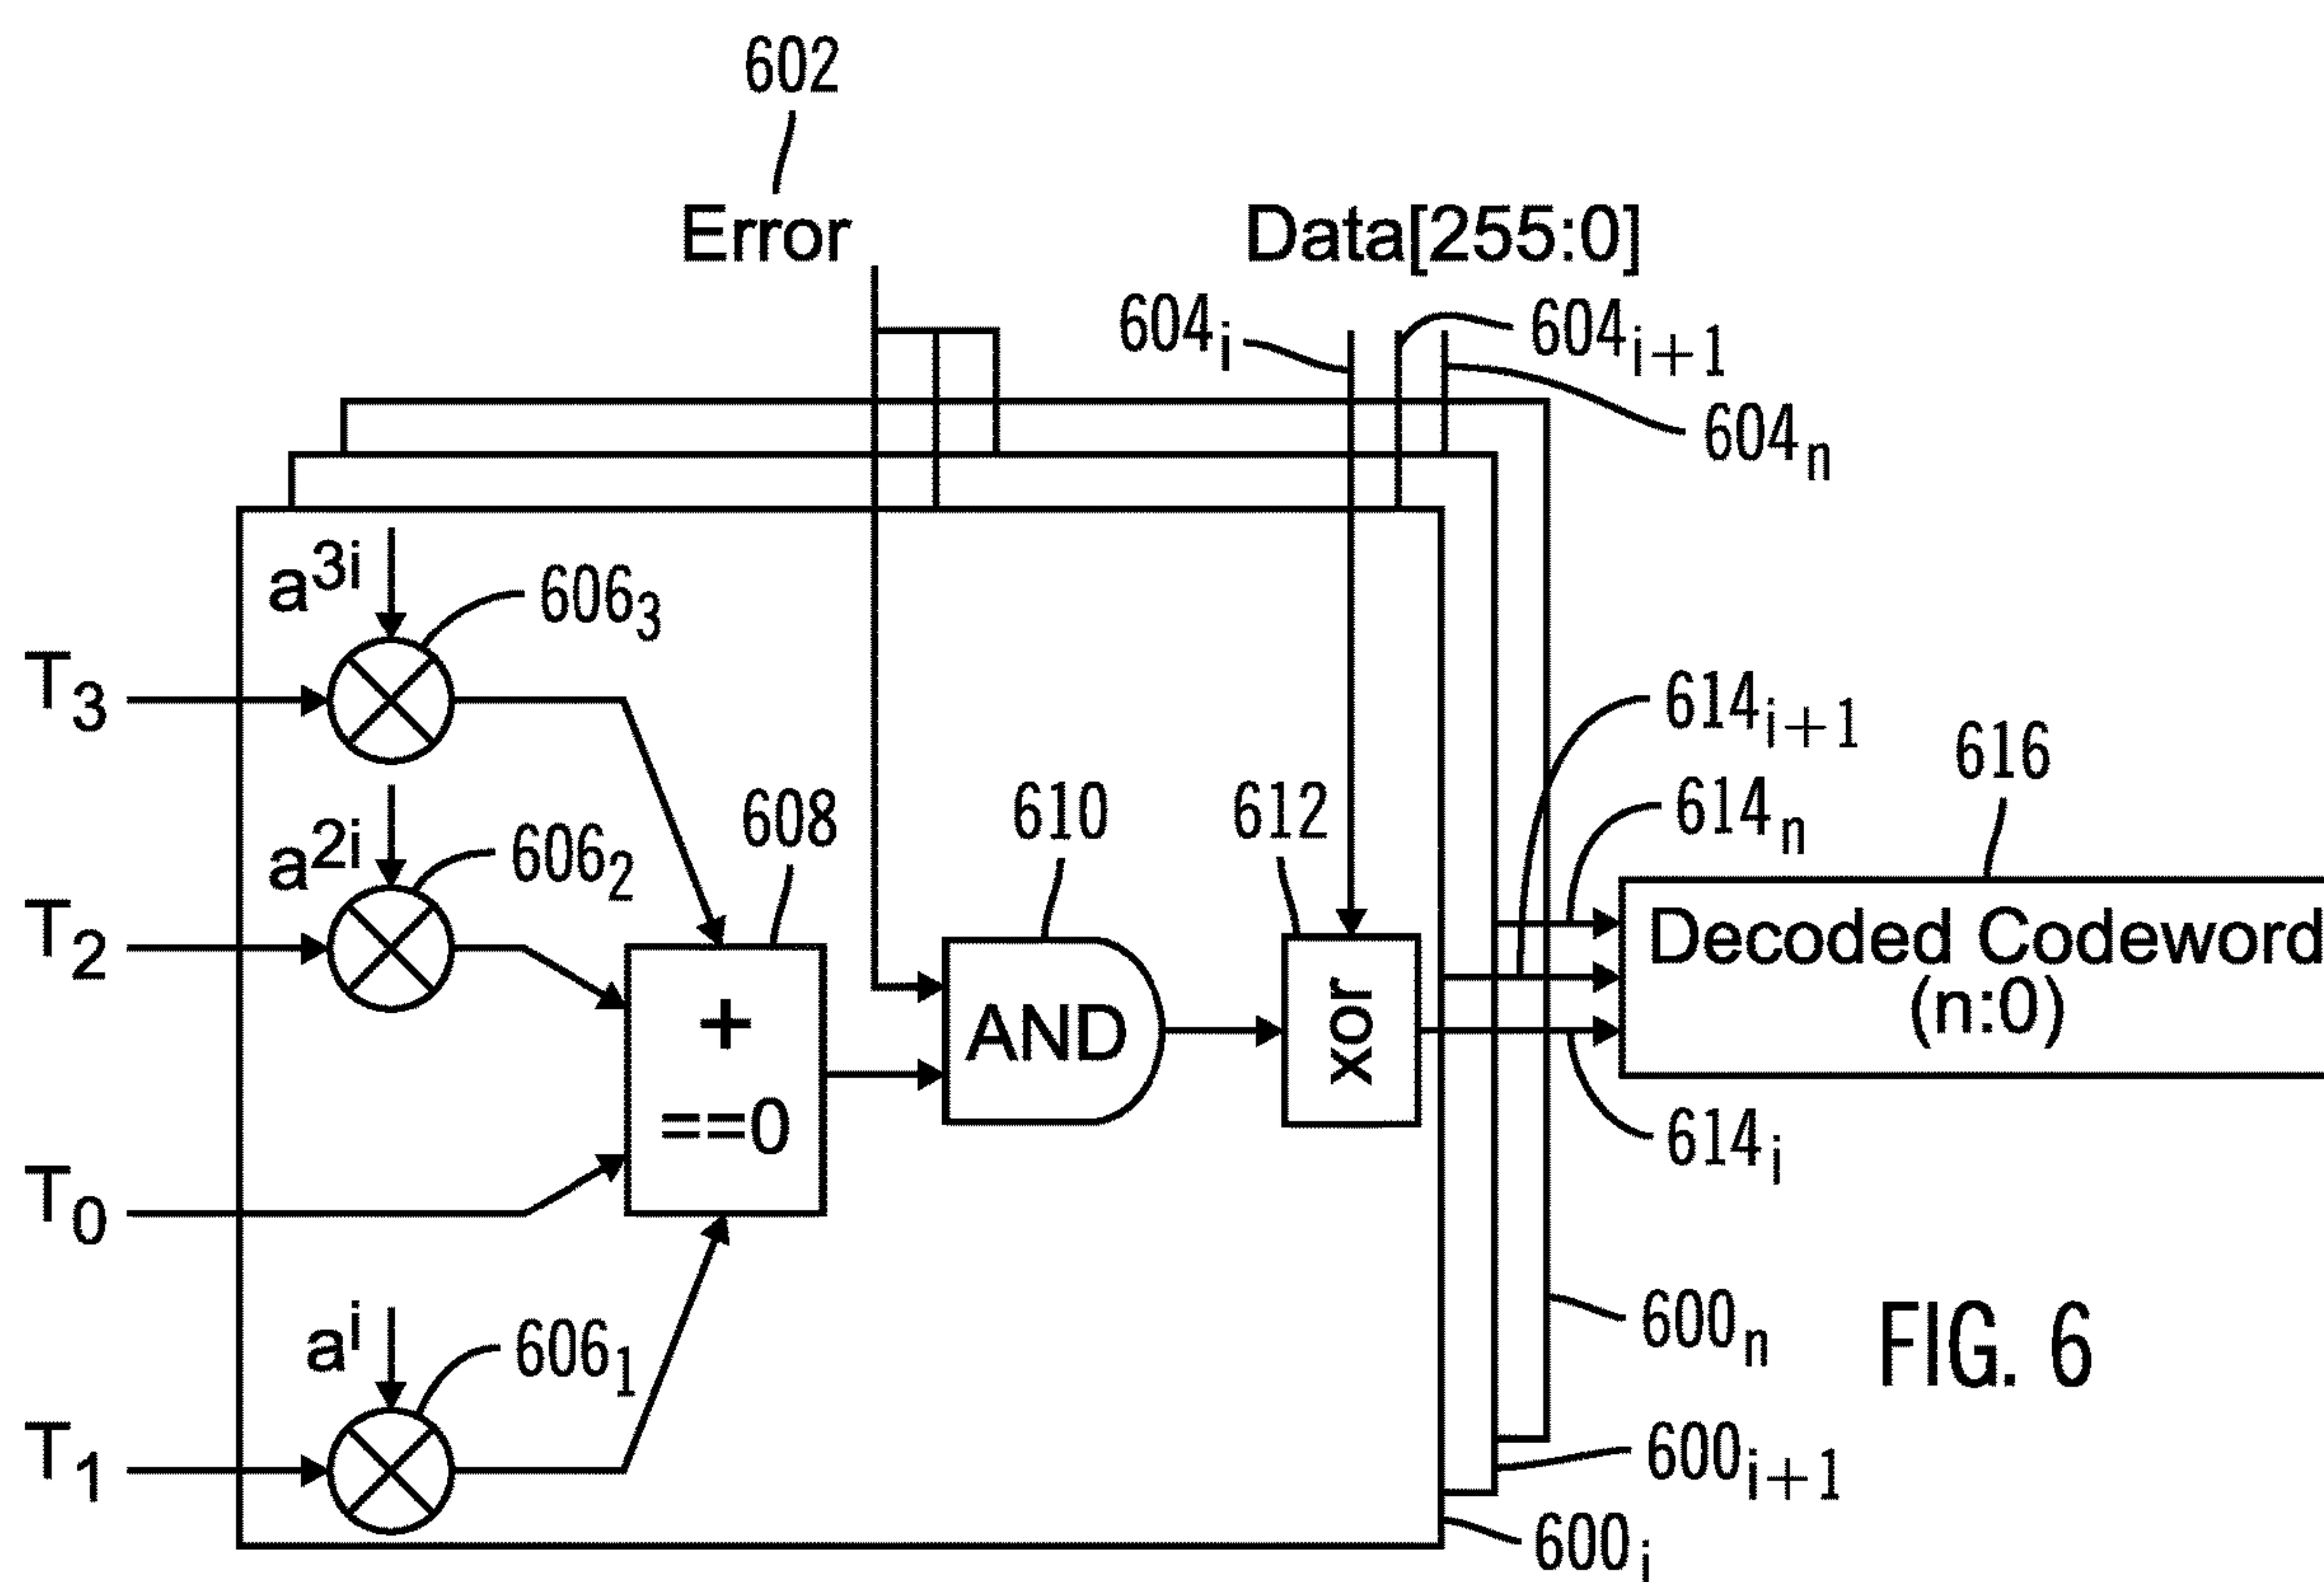 602
Error
Data[255:0]
604i
604i+1
604n
a3i
6063
T3
614i+1
616
a2i
6062
608
610
612
614n
T2
Decoded Codeword
(n:0)
+
==0
AND
xor
T0
614i
ai
6061
600n
FIG. 6
T1
600i+1
600i